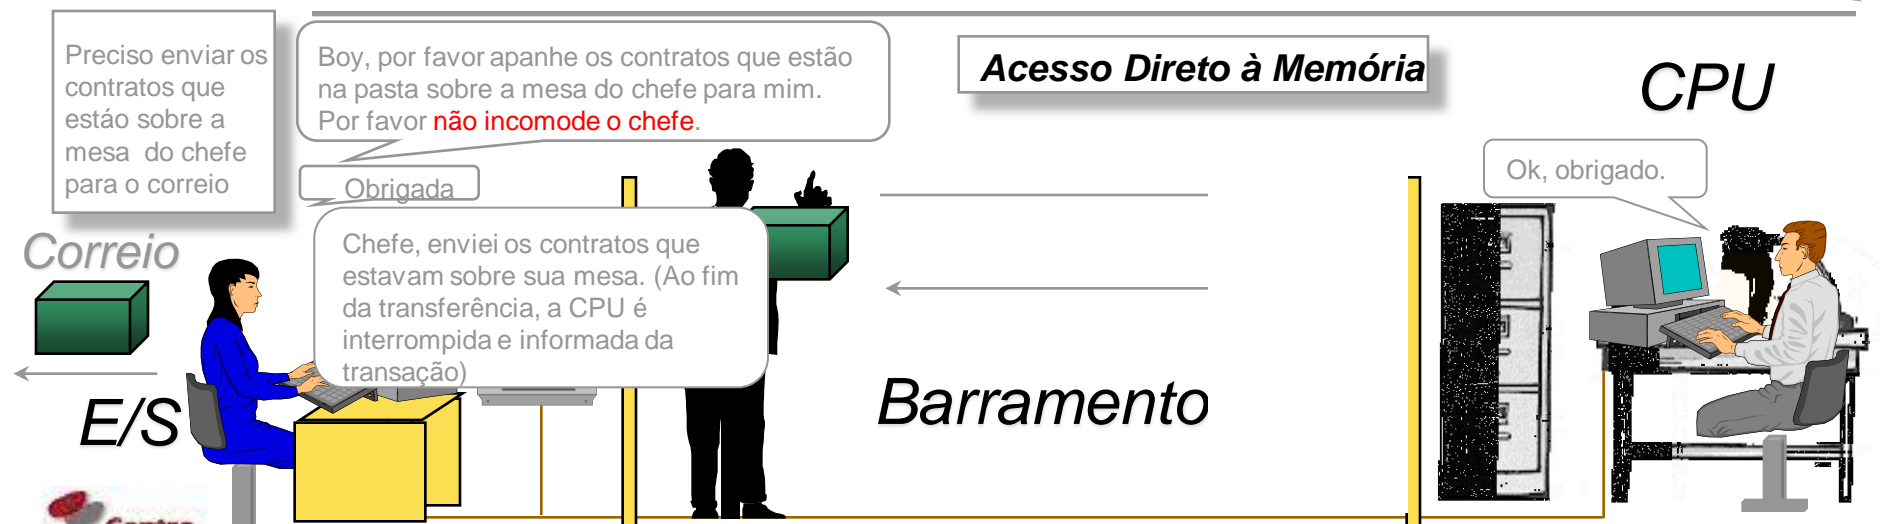 Preciso enviar os
contratos que
estáo sobre a
mesa do chefe
para o correio
Boy, por favor apanhe os contratos que estão
na pasta sobre a mesa do chefe para mim.
Por favor não incomode o chefe.
Acesso Direto à Memória
CPU
Obrigada
Ok, obrigado.
Chefe, enviei os contratos que
estavam sobre sua mesa. (Ao fim
da transferência, a CPU é
interrompida e informada da
transação)
Correio
E/S
Barramento
Centro